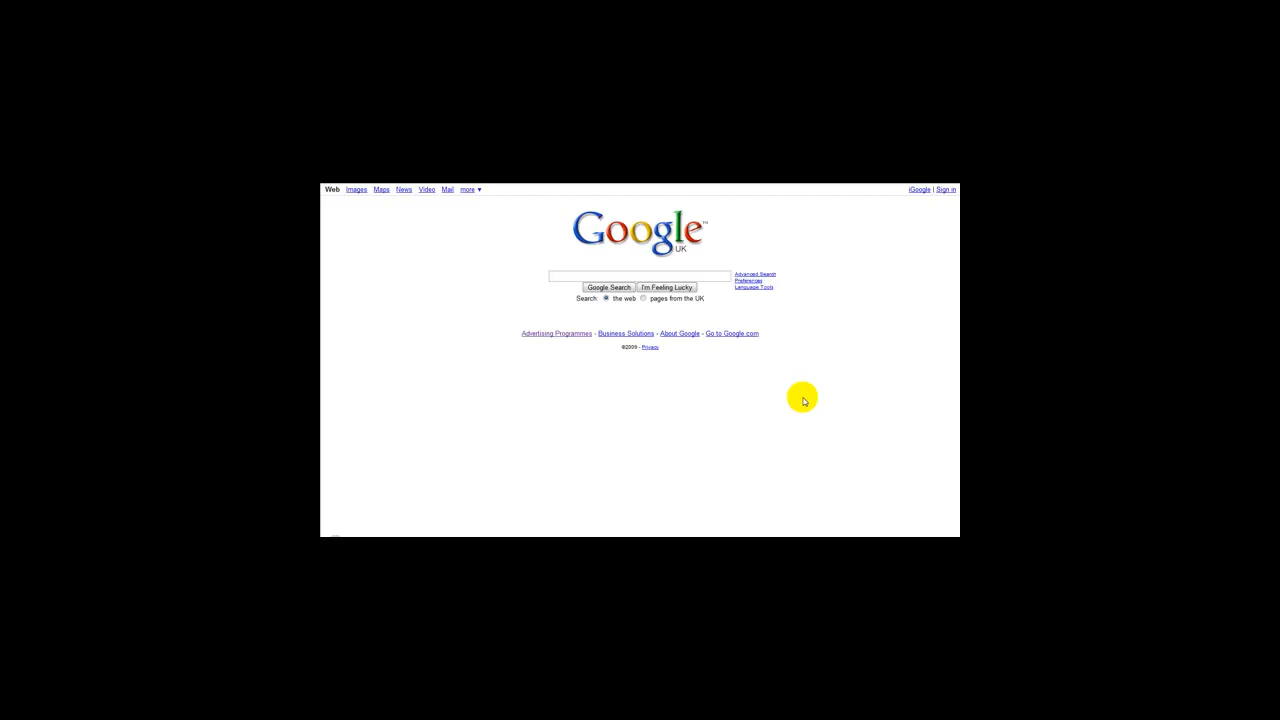 Web Images Maps News Video Mail more ▼ iGoogle | Sign in
Google™
UK
Advanced Search
Preferences
Google Search I'm Feeling Lucky Language Tools
Search: the web pages from the UK
Advertising Programmes - Business Solutions - About Google - Go to Google.com
©2009 - Privacy